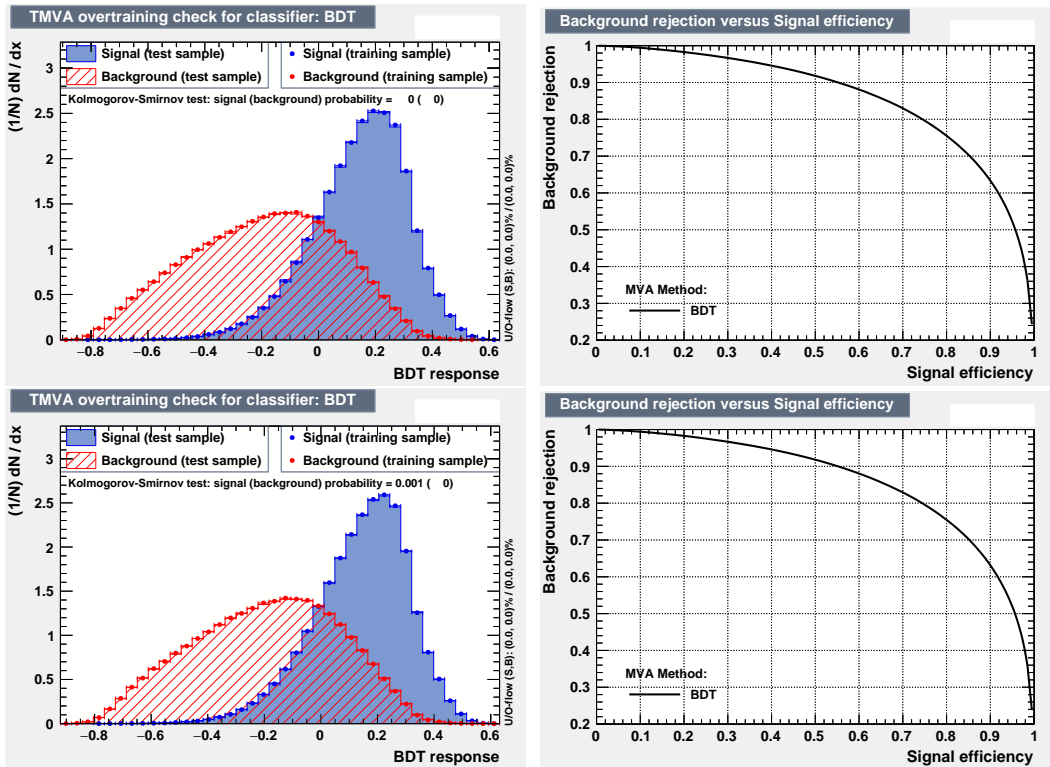 TMVA overtraining check for classifier: BDT
Signal (test sample)
Background (test sample)
Signal (training sample)
Background (training sample)
Kolmogorov-Smirnov test: signal (background) probability = 0 ( 0)
(1/N) dN / dx
3
2.5
2
1.5
1
0.5
0
−0.8 −0.6 −0.4 −0.2 0 0.2 0.4 0.6
BDT response
U/O-flow (S,B): (0.0, 0.0)% / (0.0, 0.0)%
Background rejection versus Signal efficiency
Background rejection
1
0.9
0.8
0.7
0.6
0.5
0.4
0.3
0.2
MVA Method:
BDT
0 0.1 0.2 0.3 0.4 0.5 0.6 0.7 0.8 0.9 1
Signal efficiency
TMVA overtraining check for classifier: BDT
Signal (test sample)
Background (test sample)
Signal (training sample)
Background (training sample)
Kolmogorov-Smirnov test: signal (background) probability = 0.001 ( 0)
(1/N) dN / dx
3
2.5
2
1.5
1
0.5
0
−0.8 −0.6 −0.4 −0.2 0 0.2 0.4 0.6
BDT response
U/O-flow (S,B): (0.0, 0.0)% / (0.0, 0.0)%
Background rejection versus Signal efficiency
Background rejection
1
0.9
0.8
0.7
0.6
0.5
0.4
0.3
0.2
MVA Method:
BDT
0 0.1 0.2 0.3 0.4 0.5 0.6 0.7 0.8 0.9 1
Signal efficiency